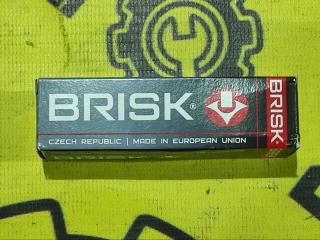 BRISK®
CZECH REPUBLIC | MADE IN EUROPEAN UNION
BRISK